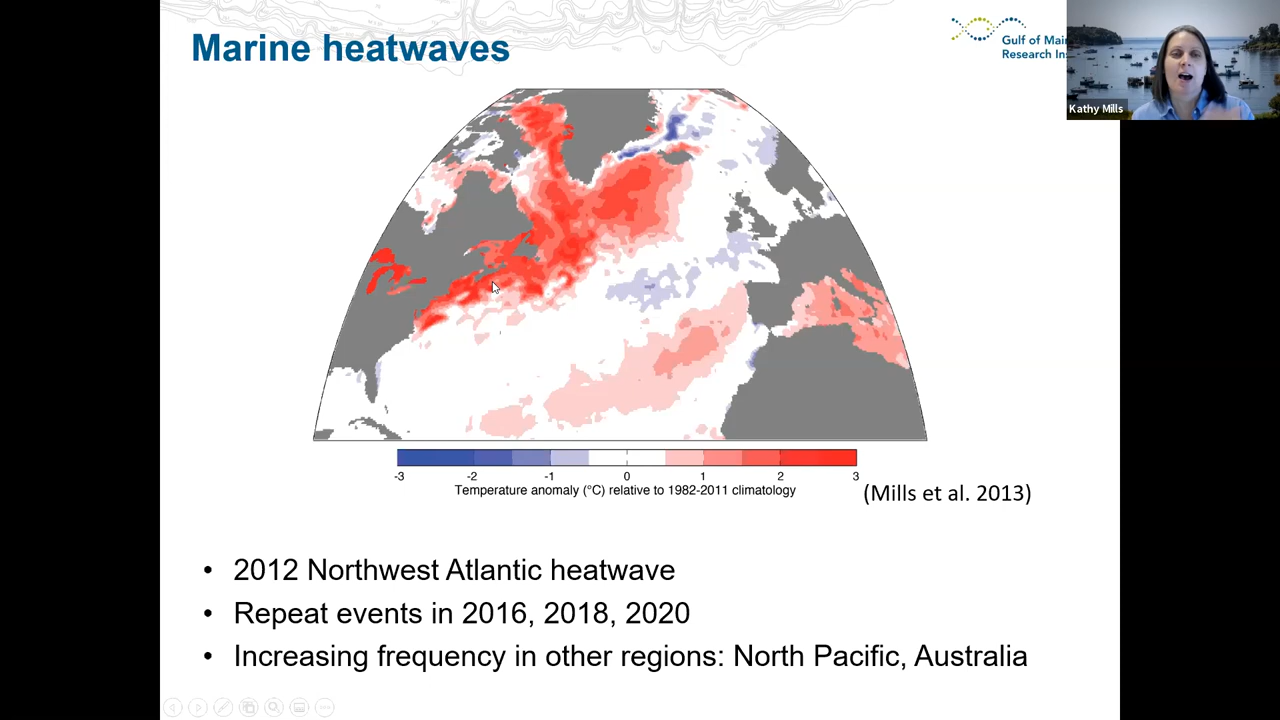 Marine heatwaves
Gulf of Mai
Research Ins
Kathy Mills
-3 -2 -1 0 1 2 3
Temperature anomaly (°C) relative to 1982-2011 climatology
(Mills et al. 2013)
• 2012 Northwest Atlantic heatwave
• Repeat events in 2016, 2018, 2020
• Increasing frequency in other regions: North Pacific, Australia